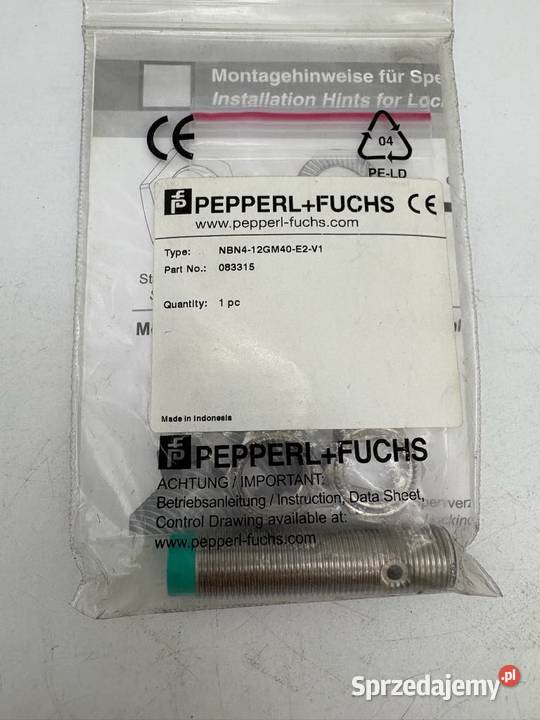 Montagehinweise für Spe
Installation Hints for Loc
CE
04
PE-LD
PEPPERL+FUCHS CE
www.pepperl-fuchs.com
Type: NBN4-12GM40-E2-V1
Part No.: 083315
Quantity: 1 pc
Made in Indonesia
PEPPERL+FUCHS
ACHTUNG / IMPORTANT:
Betriebsanleitung / Instruction, Data Sheet,
Control Drawing available at:
www.pepperl-fuchs.com
Sprzedajemy.pl